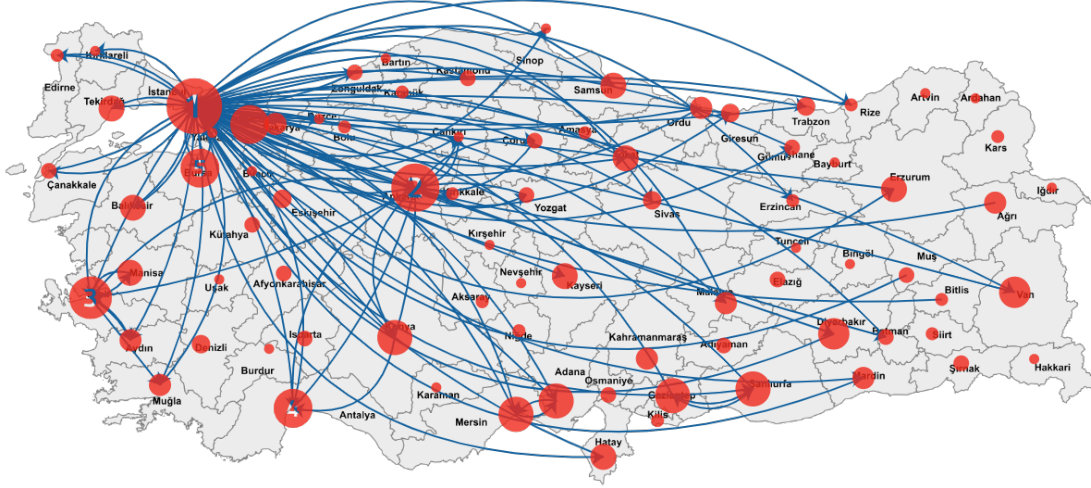 Kırklareli
Edirne
Tekirdağ
İstanbul
1
Zonguldak
Bartın
Karabük
Kastamonu
Sinop
Samsun
Ordu
Giresun
Trabzon
Rize
Artvin
Ardahan
Kars
Iğdır
Ağrı
Erzurum
Bayburt
Erzincan
Sivas
Amasya
Çankırı
Bolu
Bursa
5
Çanakkale
Balıkesir
Kütahya
Eskişehir
2
Yozgat
Kırşehir
Nevşehir
Kayseri
Aksaray
Niğde
Afyonkarahisar
Uşak
Manisa
3
Aydın
Denizli
Muğla
Burdur
Isparta
4
Antalya
Konya
Karaman
Mersin
Adana
Osmaniye
Hatay
Kilis
Gaziantep
Kahramanmaraş
Adıyaman
Malatya
Elazığ
Tunceli
Bingöl
Muş
Bitlis
Van
Hakkari
Şırnak
Siirt
Batman
Diyarbakır
Mardin
Şanlıurfa